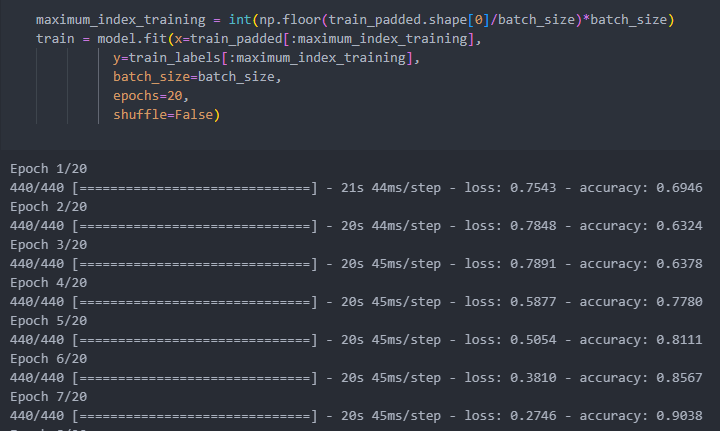 maximum_index_training = int(np.floor(train_padded.shape[0]/batch_size)*batch_size)
train = model.fit(x=train_padded[:maximum_index_training],
y=train_labels[:maximum_index_training],
batch_size=batch_size,
epochs=20,
shuffle=False)
Epoch 1/20
440/440 [==============================] - 21s 44ms/step - loss: 0.7543 - accuracy: 0.6946
Epoch 2/20
440/440 [==============================] - 20s 44ms/step - loss: 0.7848 - accuracy: 0.6324
Epoch 3/20
440/440 [==============================] - 20s 45ms/step - loss: 0.7891 - accuracy: 0.6378
Epoch 4/20
440/440 [==============================] - 20s 45ms/step - loss: 0.5877 - accuracy: 0.7780
Epoch 5/20
440/440 [==============================] - 20s 45ms/step - loss: 0.5054 - accuracy: 0.8111
Epoch 6/20
440/440 [==============================] - 20s 45ms/step - loss: 0.3810 - accuracy: 0.8567
Epoch 7/20
440/440 [==============================] - 20s 45ms/step - loss: 0.2746 - accuracy: 0.9038